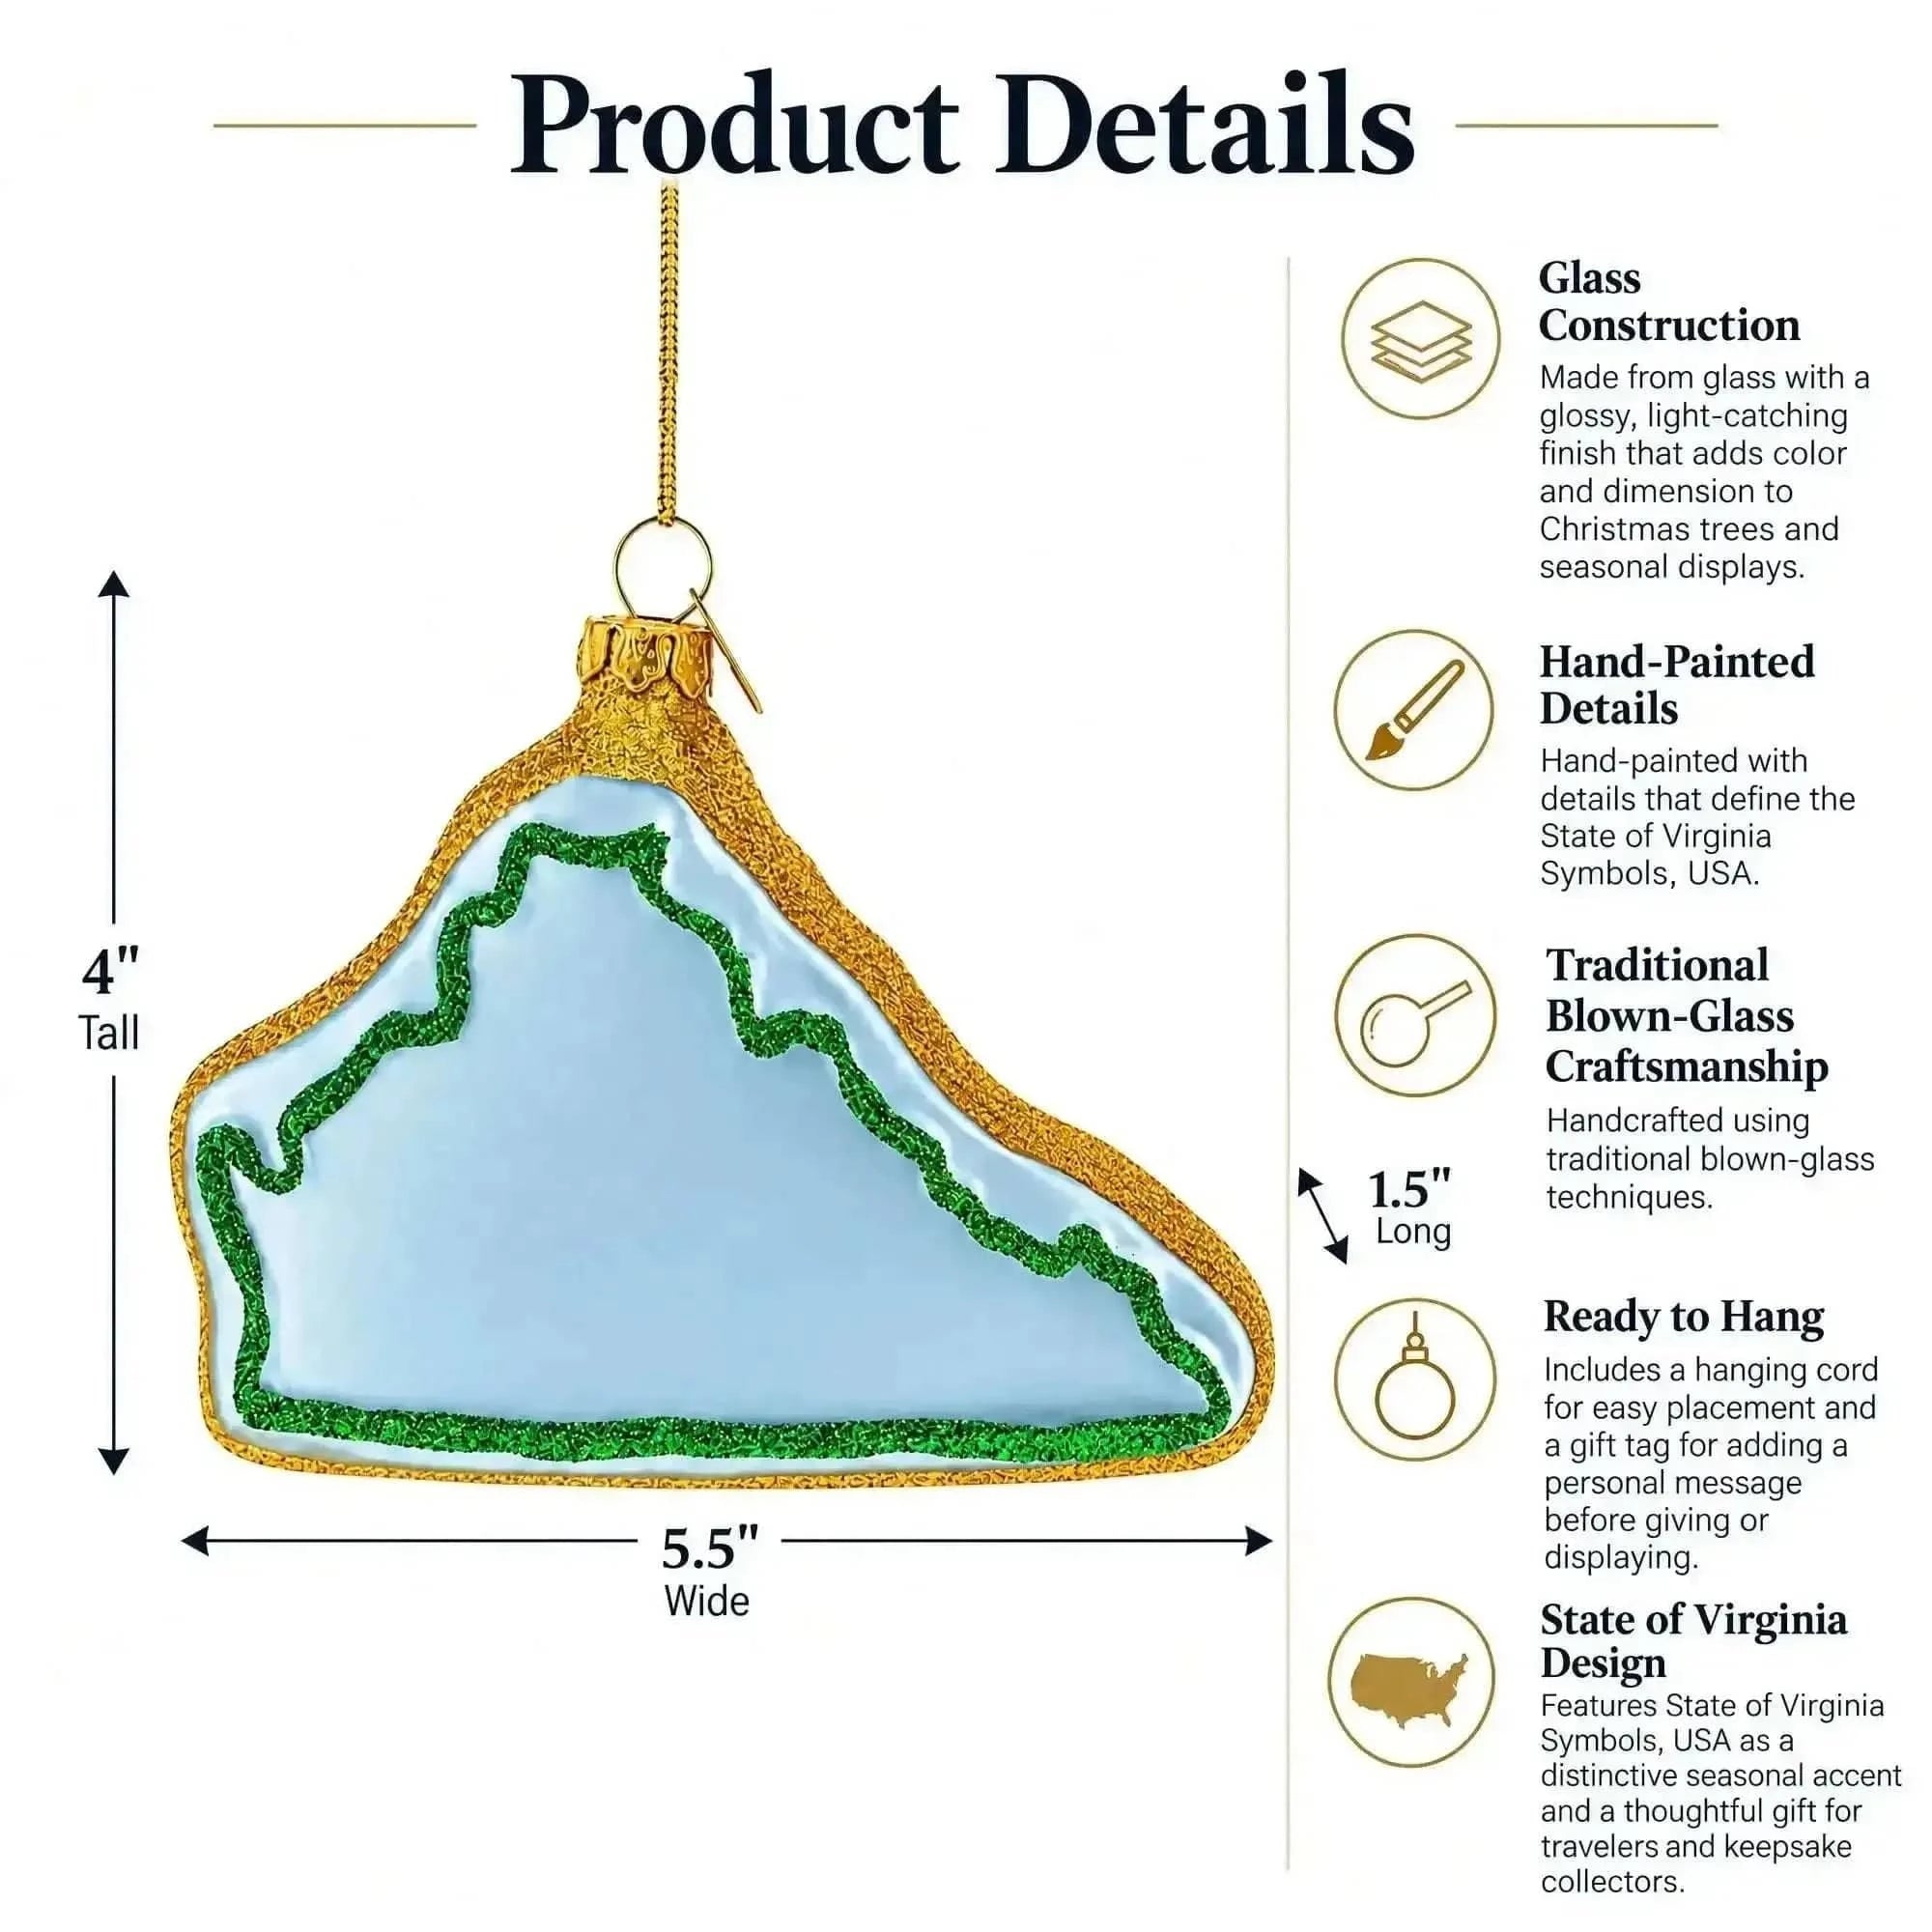 Product Details
4"
Tall
5.5"
Wide
1.5"
Long
Glass
Construction
Made from glass with a
glossy, light-catching
finish that adds color
and dimension to
Christmas trees and
seasonal displays.
Hand-Painted
Details
Hand-painted with
details that define the
State of Virginia
Symbols, USA.
Traditional
Blown-Glass
Craftsmanship
Handcrafted using
traditional blown-glass
techniques.
Ready to Hang
Includes a hanging cord
for easy placement and
a gift tag for adding a
personal message
before giving or
displaying.
State of Virginia
Design
Features State of Virginia
Symbols, USA as a
distinctive seasonal accent
and a thoughtful gift for
travelers and keepsake
collectors.